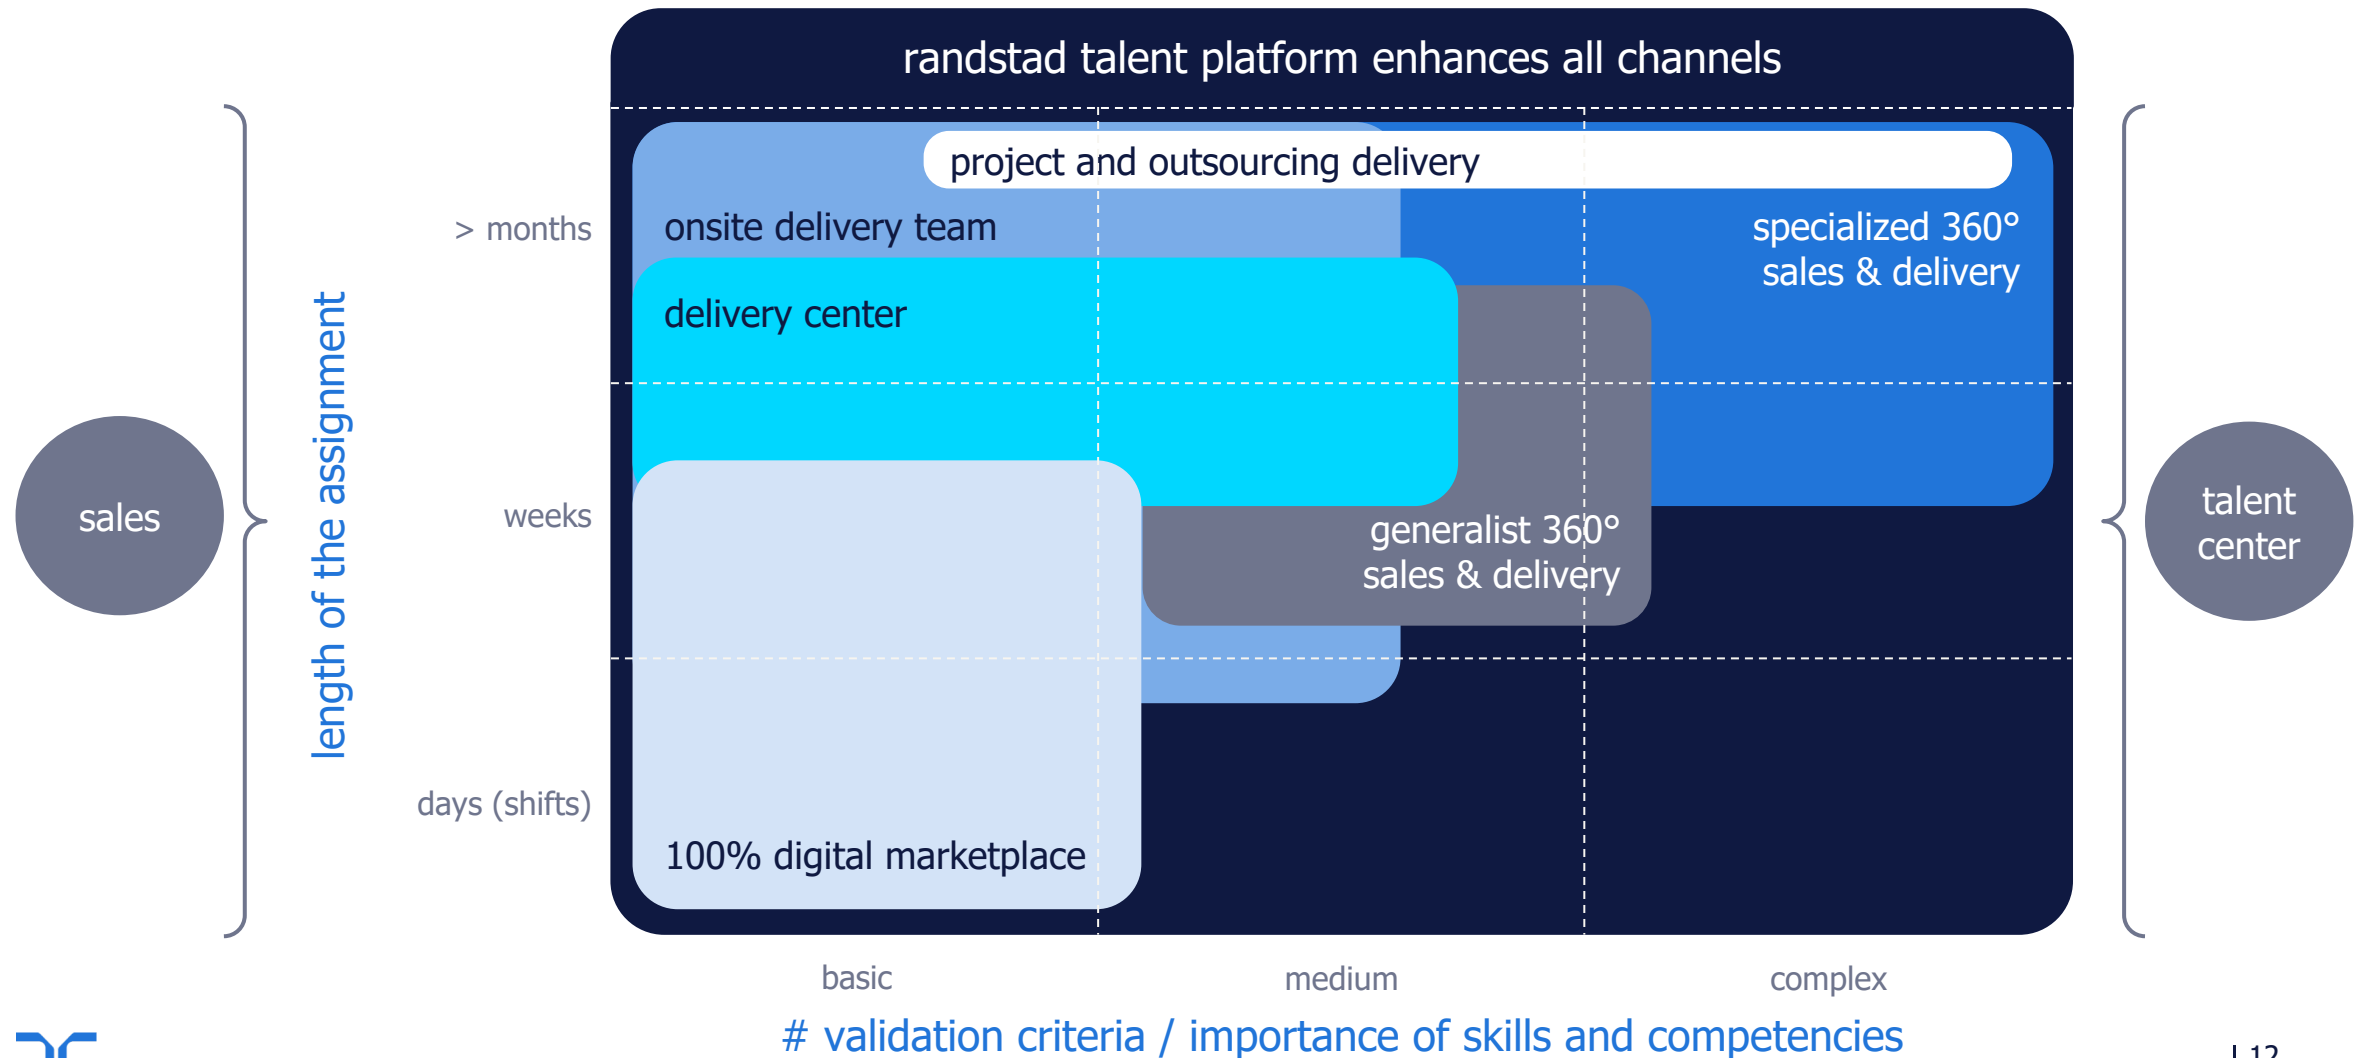 randstad talent platform enhances all channels
project and outsourcing delivery
> months
onsite delivery team
specialized 360°
sales & delivery
delivery center
length of the assignment
sales
weeks
generalist 360°
sales & delivery
talent
center
days (shifts)
100% digital marketplace
basic
medium
complex
# validation criteria / importance of skills and competencies
| 12